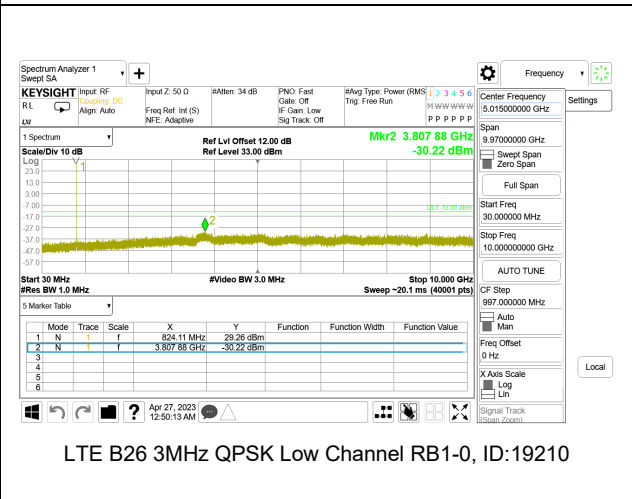 Spectrum Analyzer 1
Swept SA
Frequency
KEYSIGHT
Input: RF
Coupling: DC
Align: Auto
Input Z: 50 Ω
Freq Ref: Int (S)
NFE: Adaptive
#Atten: 34 dB
PNO: Fast
Gate: Off
IF Gain: Low
Sig Track: Off
#Avg Type: Power (RMS
Trig: Free Run
1 2 3 4 5 6
M W W W W W
P P P P P P
RL
Center Frequency
5.015000000 GHz
Settings
1 Spectrum
Scale/Div 10 dB
Ref Lvl Offset 12.00 dB
Ref Level 33.00 dBm
Mkr2 3.807 88 GHz
-30.22 dBm
Span
9.97000000 GHz
Swept Span
Zero Span
Full Span
Start Freq
30.000000 MHz
Stop Freq
10.000000000 GHz
AUTO TUNE
CF Step
997.000000 MHz
Auto
Man
Freq Offset
0 Hz
X Axis Scale
Log
Lin
Signal Track
(Span Zoom)
Local
Log
23.0
13.0
3.00
-7.00
-17.0
-27.0
-37.0
-47.0
-57.0
1
2
DL1 -13.00 dBm
Start 30 MHz
#Res BW 1.0 MHz
#Video BW 3.0 MHz
Stop 10.000 GHz
Sweep ~20.1 ms (40001 pts)
5 Marker Table
Mode Trace Scale X Y Function Function Width Function Value
1 N 1 f 824.11 MHz 29.26 dBm
2 N 1 f 3.807 88 GHz -30.22 dBm
3
4
5
6
?
Apr 27, 2023
12:50:13 AM
LTE B26 3MHz QPSK Low Channel RB1-0, ID:19210